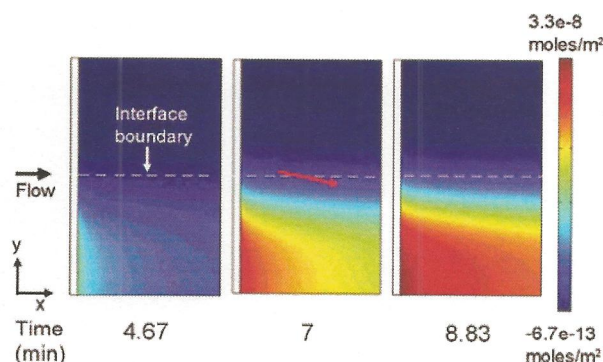 3.3e-8
moles/m²
Interface
boundary
Flow
y
x
Time
(min)
4.67
7
8.83
-6.7e-13
moles/m²